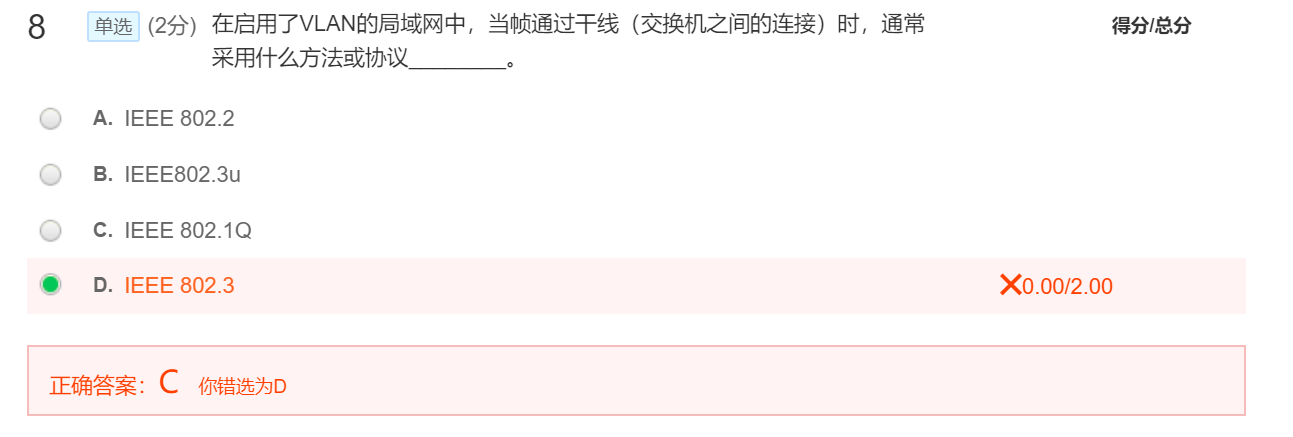 8 单选 (2分) 在启用了VLAN的局域网中，当帧通过干线（交换机之间的连接）时，通常 得分/总分
采用什么方法或协议________。
A. IEEE 802.2
B. IEEE802.3u
C. IEEE 802.1Q
D. IEEE 802.3 ×0.00/2.00
正确答案：C 你错选为D